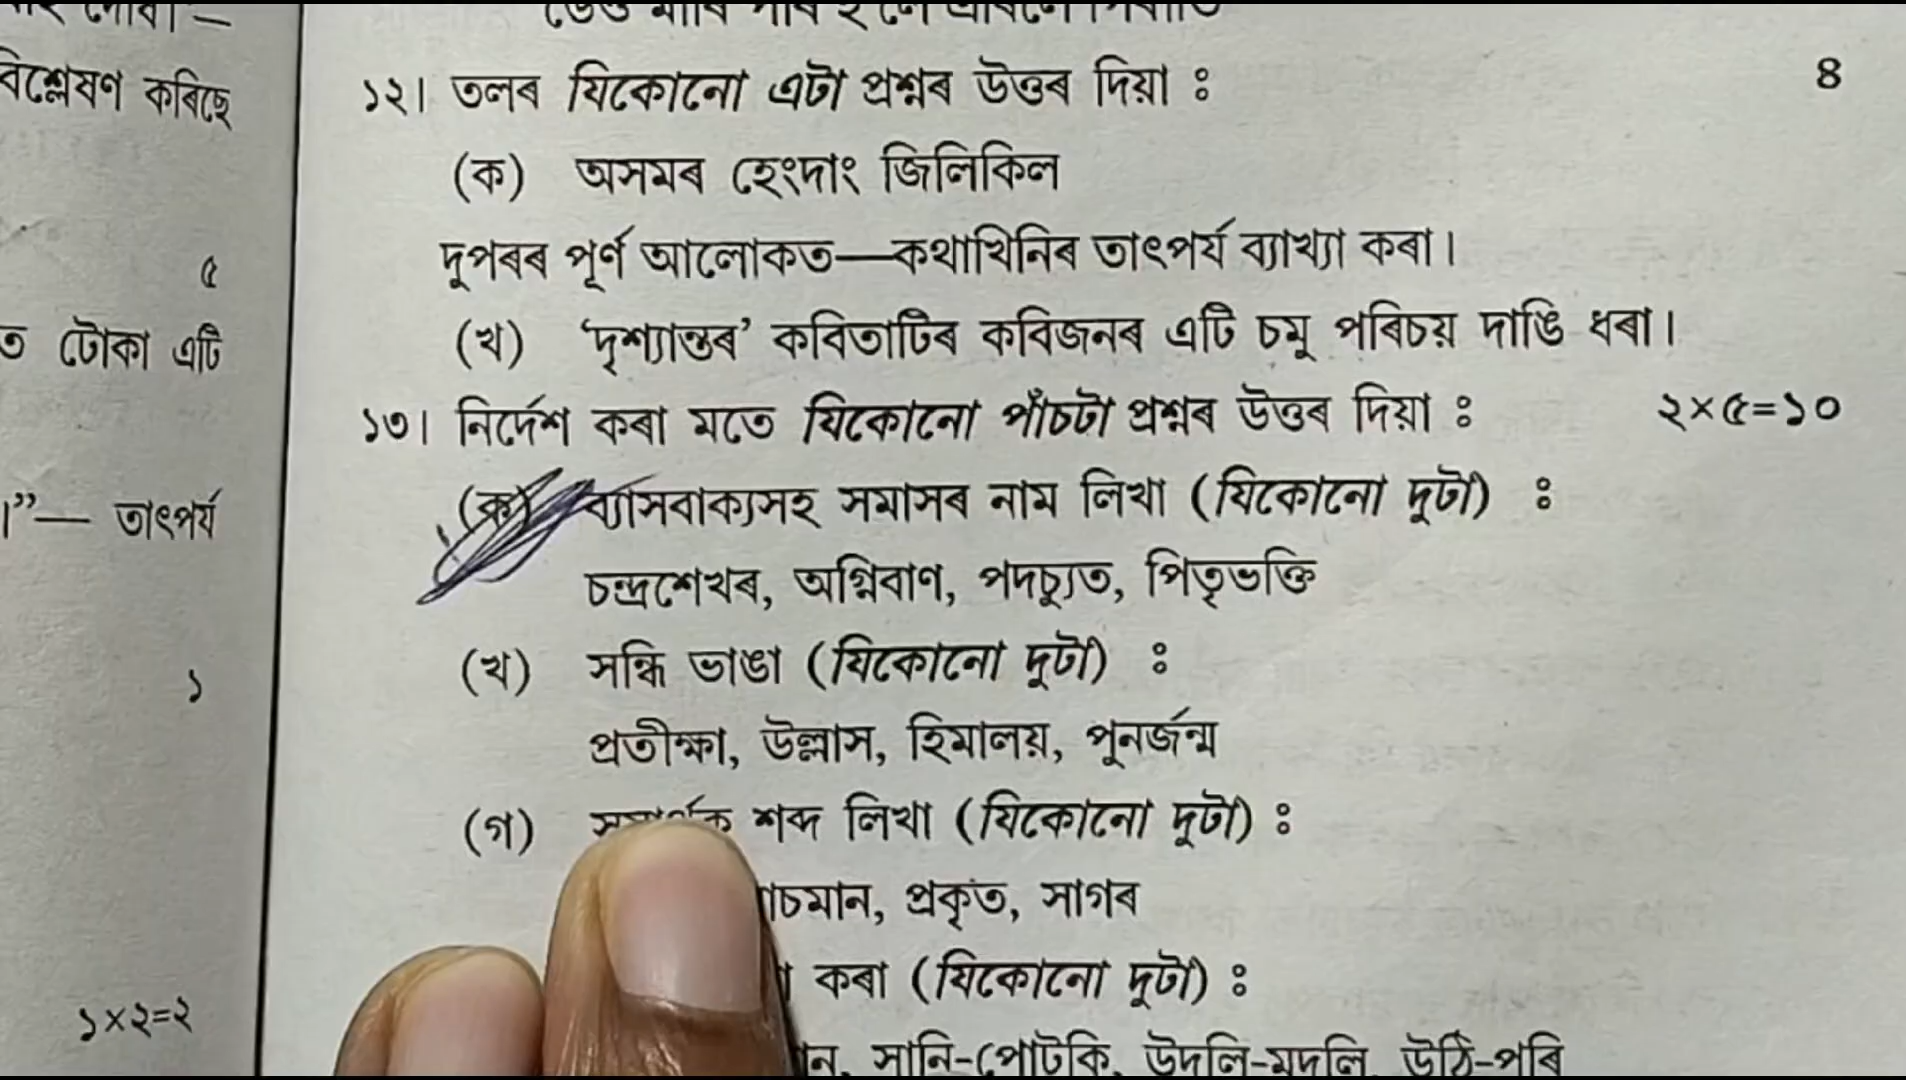 বিশ্লেষণ কৰিছে
৫
ত টোকা এটি
।”— তাৎপৰ্য
১
১×২=২
১২। তলৰ যিকোনো এটা প্ৰশ্নৰ উত্তৰ দিয়া : ৪
(ক) অসমৰ হেংদাং জিলিকিল
দুপৰৰ পূৰ্ণ আলোকত—কথাখিনিৰ তাৎপৰ্য ব্যাখ্যা কৰা।
(খ) ‘দৃশ্যান্তৰ’ কবিতাটিৰ কবিজনৰ এটি চমু পৰিচয় দাঙি ধৰা।
১৩। নিৰ্দেশ কৰা মতে যিকোনো পাঁচটা প্ৰশ্নৰ উত্তৰ দিয়া : ২×৫=১০
(ক) ব্যাসবাক্যসহ সমাসৰ নাম লিখা (যিকোনো দুটা) :
চন্দ্ৰশেখৰ, অগ্নিবাণ, পদচ্যুত, পিতৃভক্তি
(খ) সন্ধি ভাঙা (যিকোনো দুটা) :
প্ৰতীক্ষা, উল্লাস, হিমালয়, পুনৰ্জন্ম
(গ) শব্দ লিখা (যিকোনো দুটা) :
প্ৰকৃত, সাগৰ
কৰা (যিকোনো দুটা) :
সানি-পোটকি, উদলি-মদলি, উঠি-পৰি